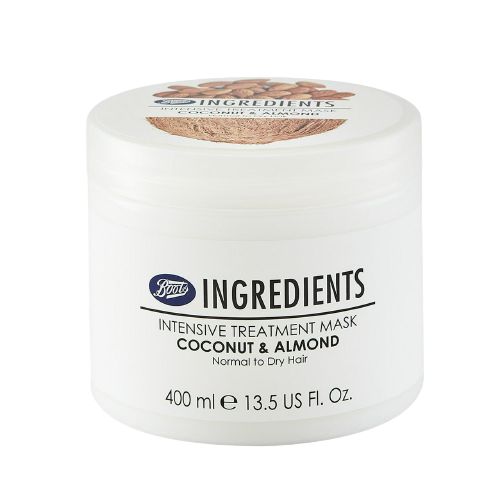 Boots INGREDIENTS
INTENSIVE TREATMENT MASK
COCONUT & ALMOND
Boots INGREDIENTS
INTENSIVE TREATMENT MASK
COCONUT & ALMOND
Normal to Dry Hair
400 ml ℮ 13.5 US Fl. Oz.